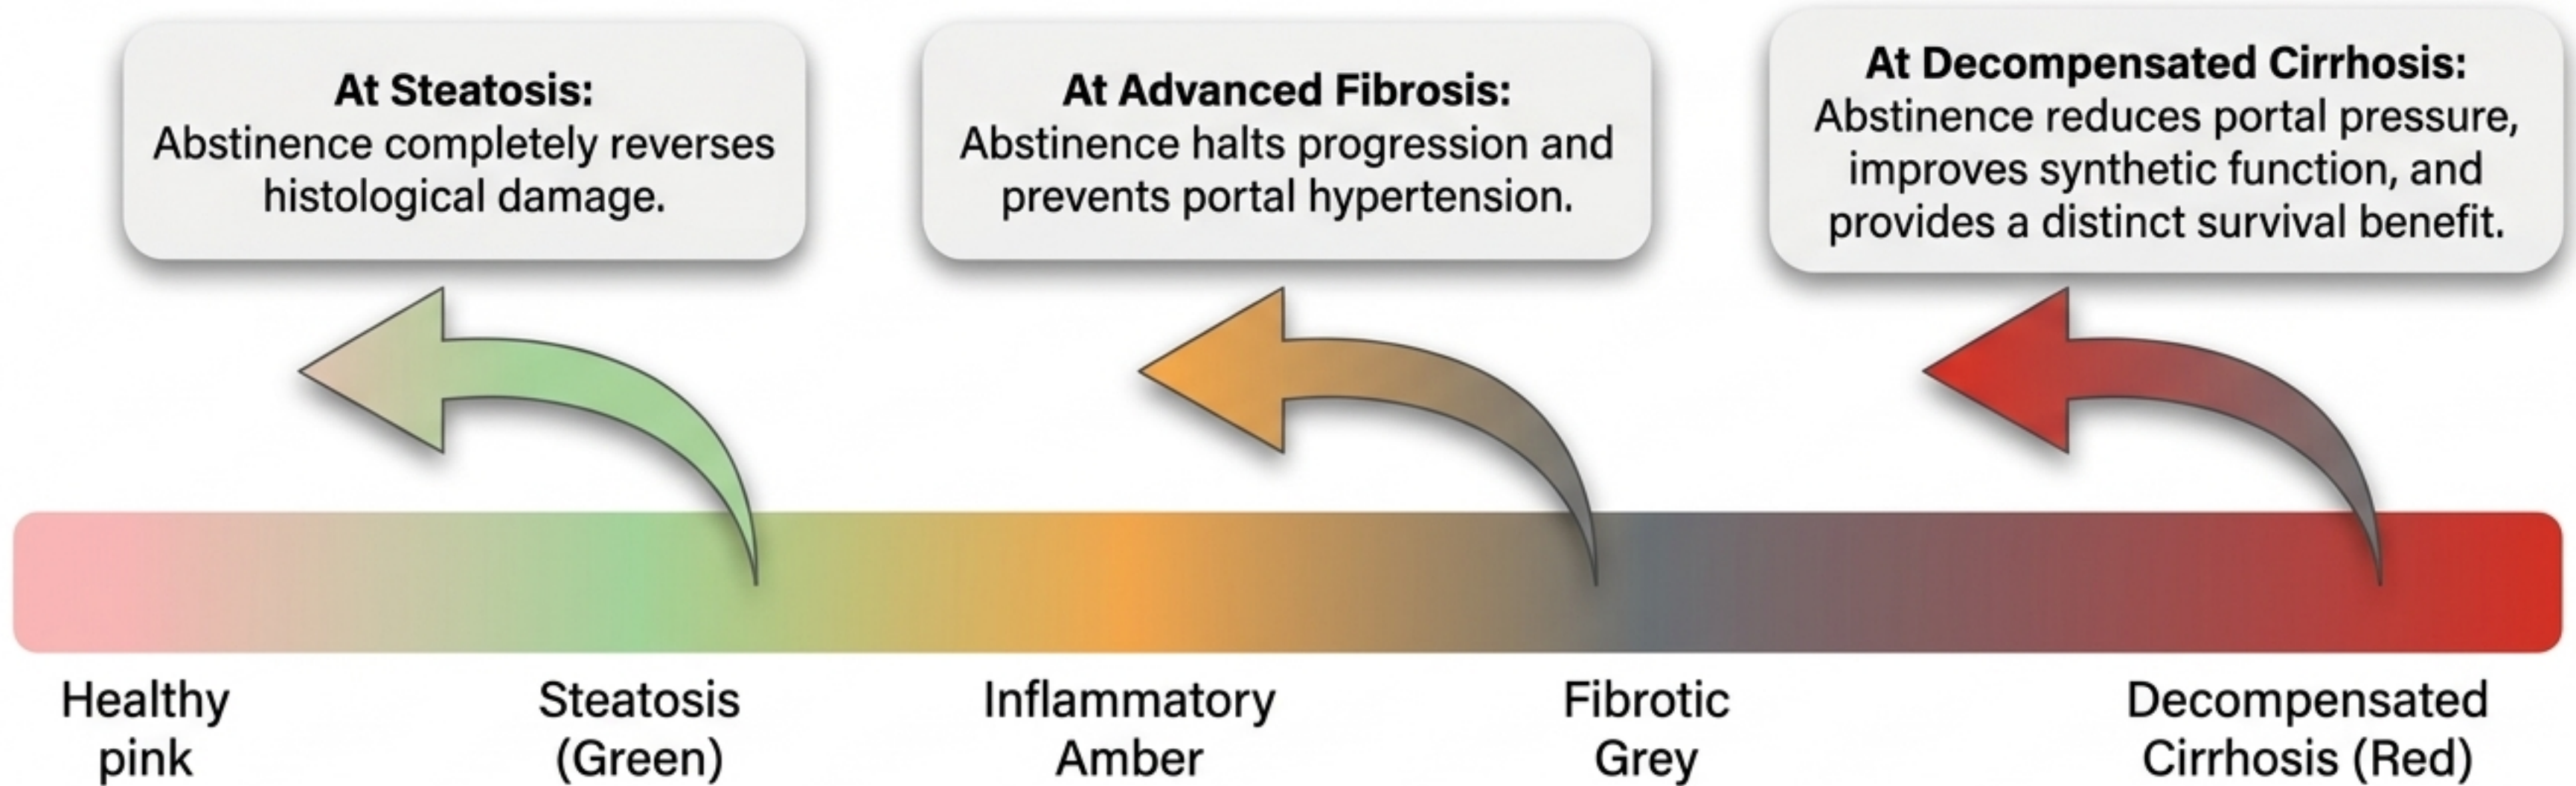 At Steatosis:
Abstinence completely reverses
histological damage.
At Advanced Fibrosis:
Abstinence halts progression and
prevents portal hypertension.
At Decompensated Cirrhosis:
Abstinence reduces portal pressure,
improves synthetic function, and
provides a distinct survival benefit.
Healthy
pink
Steatosis
(Green)
Inflammatory
Amber
Fibrotic
Grey
Decompensated
Cirrhosis (Red)